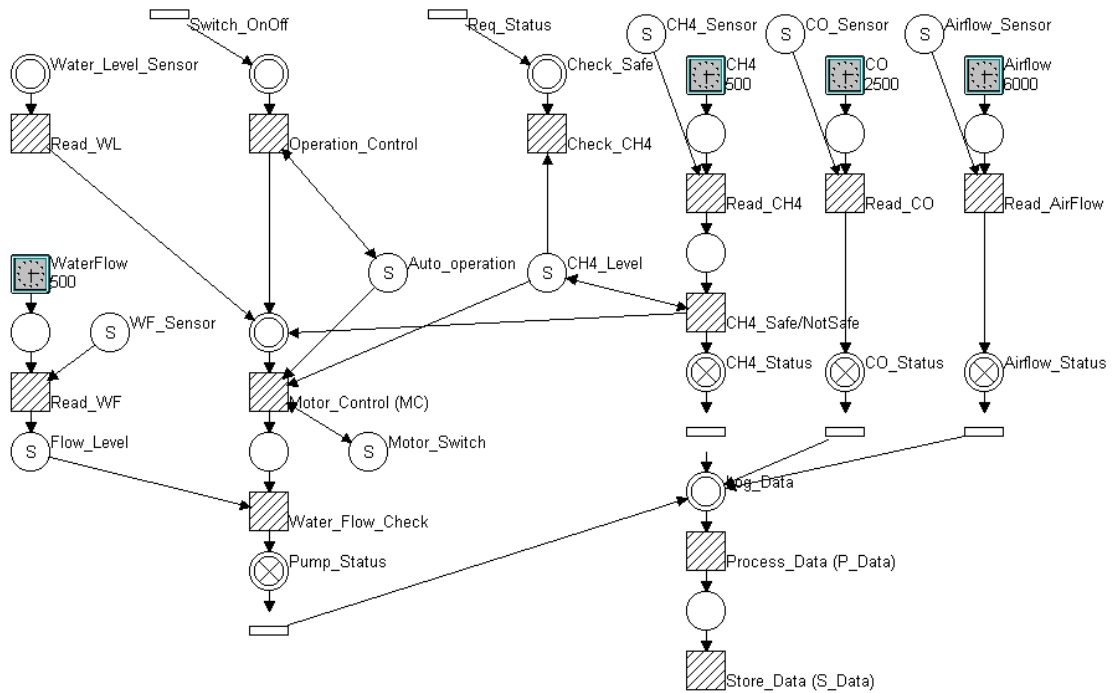 Switch_OnOff
Req_Status
CH4_Sensor
CO_Sensor
Airflow_Sensor
S
S
S
Water_Level_Sensor
Check_Safe
CH4
500
CO
2500
Airflow
6000
Read_WL
Operation_Control
Check_CH4
Read_CH4
Read_CO
Read_AirFlow
WaterFlow
500
S
Auto_operation
S
CH4_Level
S
WF_Sensor
CH4_Safe/NotSafe
CH4_Status
CO_Status
Airflow_Status
Read_WF
Motor_Control (MC)
S
Flow_Level
S
Motor_Switch
Log_Data
Water_Flow_Check
Pump_Status
Process_Data (P_Data)
Store_Data (S_Data)